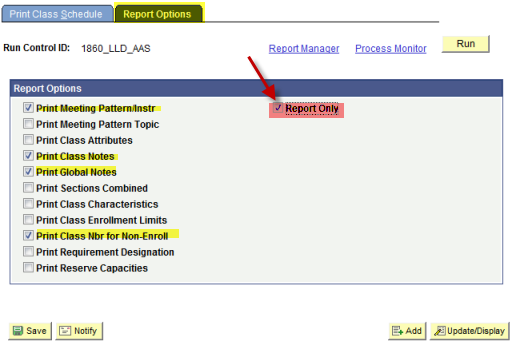 Print Class Schedule Report Options
Run Control ID: 1860_LLD_AAS Report Manager Process Monitor Run
Report Options
Print Meeting Pattern/Instr Report Only
Print Meeting Pattern Topic
Print Class Attributes
Print Class Notes
Print Global Notes
Print Sections Combined
Print Class Characteristics
Print Class Enrollment Limits
Print Class Nbr for Non-Enroll
Print Requirement Designation
Print Reserve Capacities
Save Notify Add Update/Display